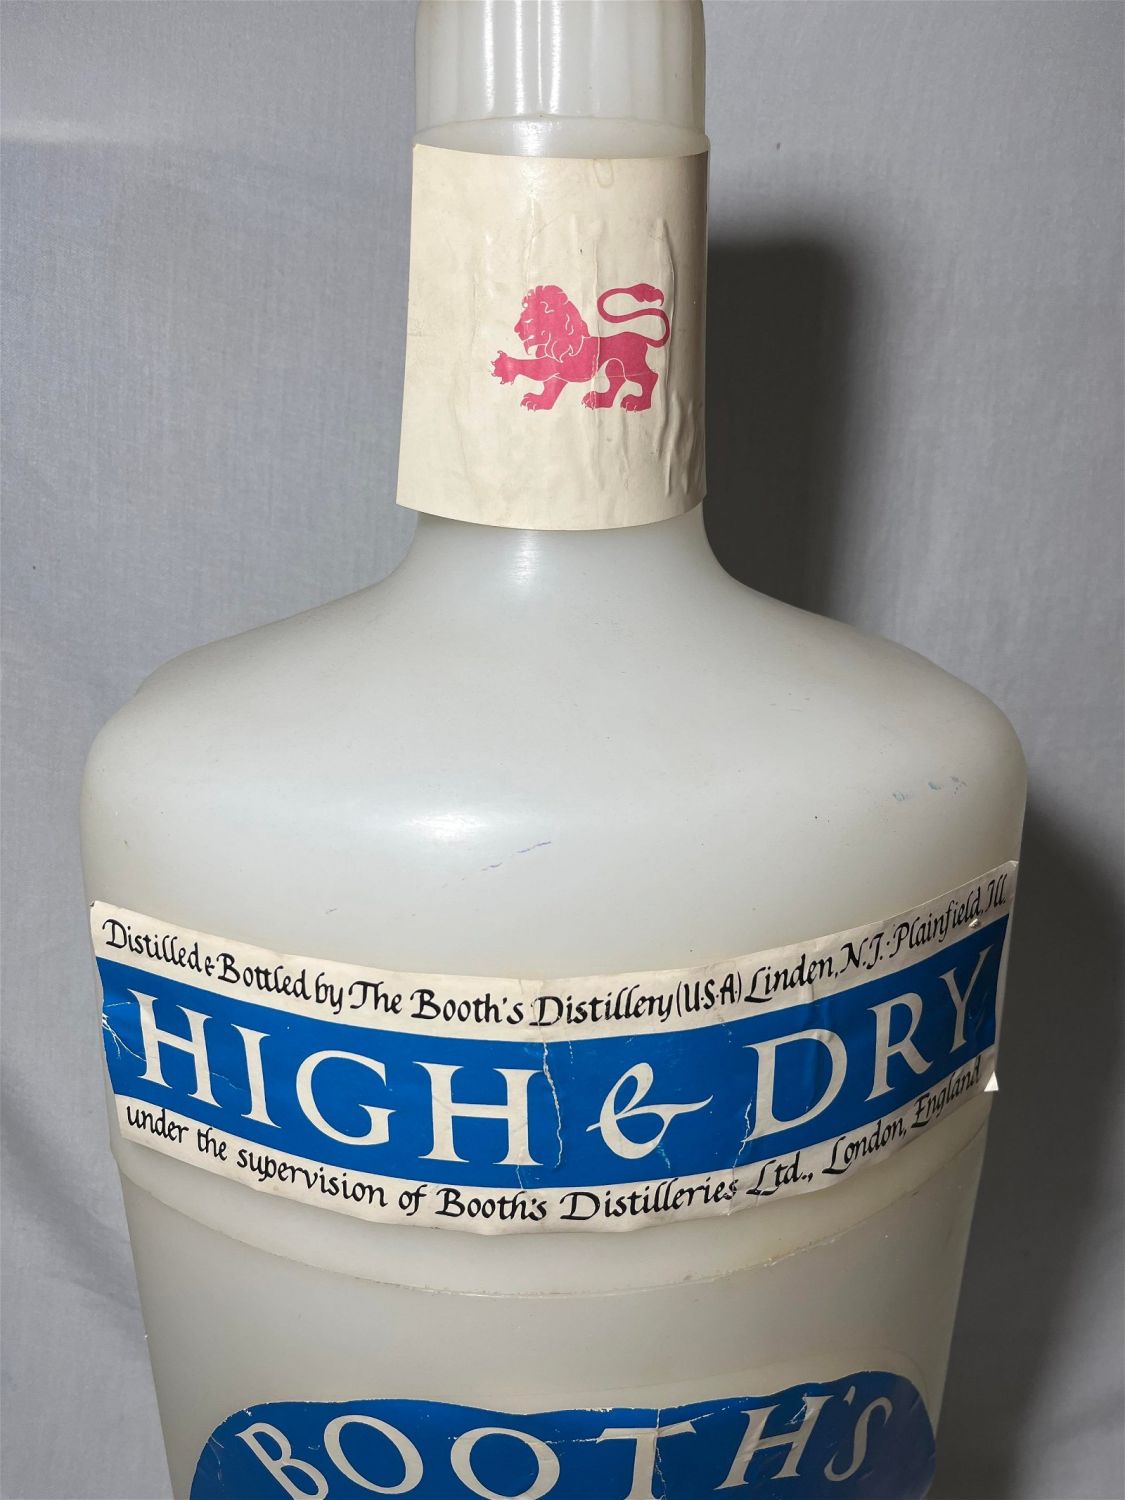 Distilled & Bottled by The Booth's Distillery (U.S.A.) Linden, N.J. · Plainfield, Ill.
HIGH & DRY
under the supervision of Booth's Distilleries Ltd., London, England
BOOTH'S